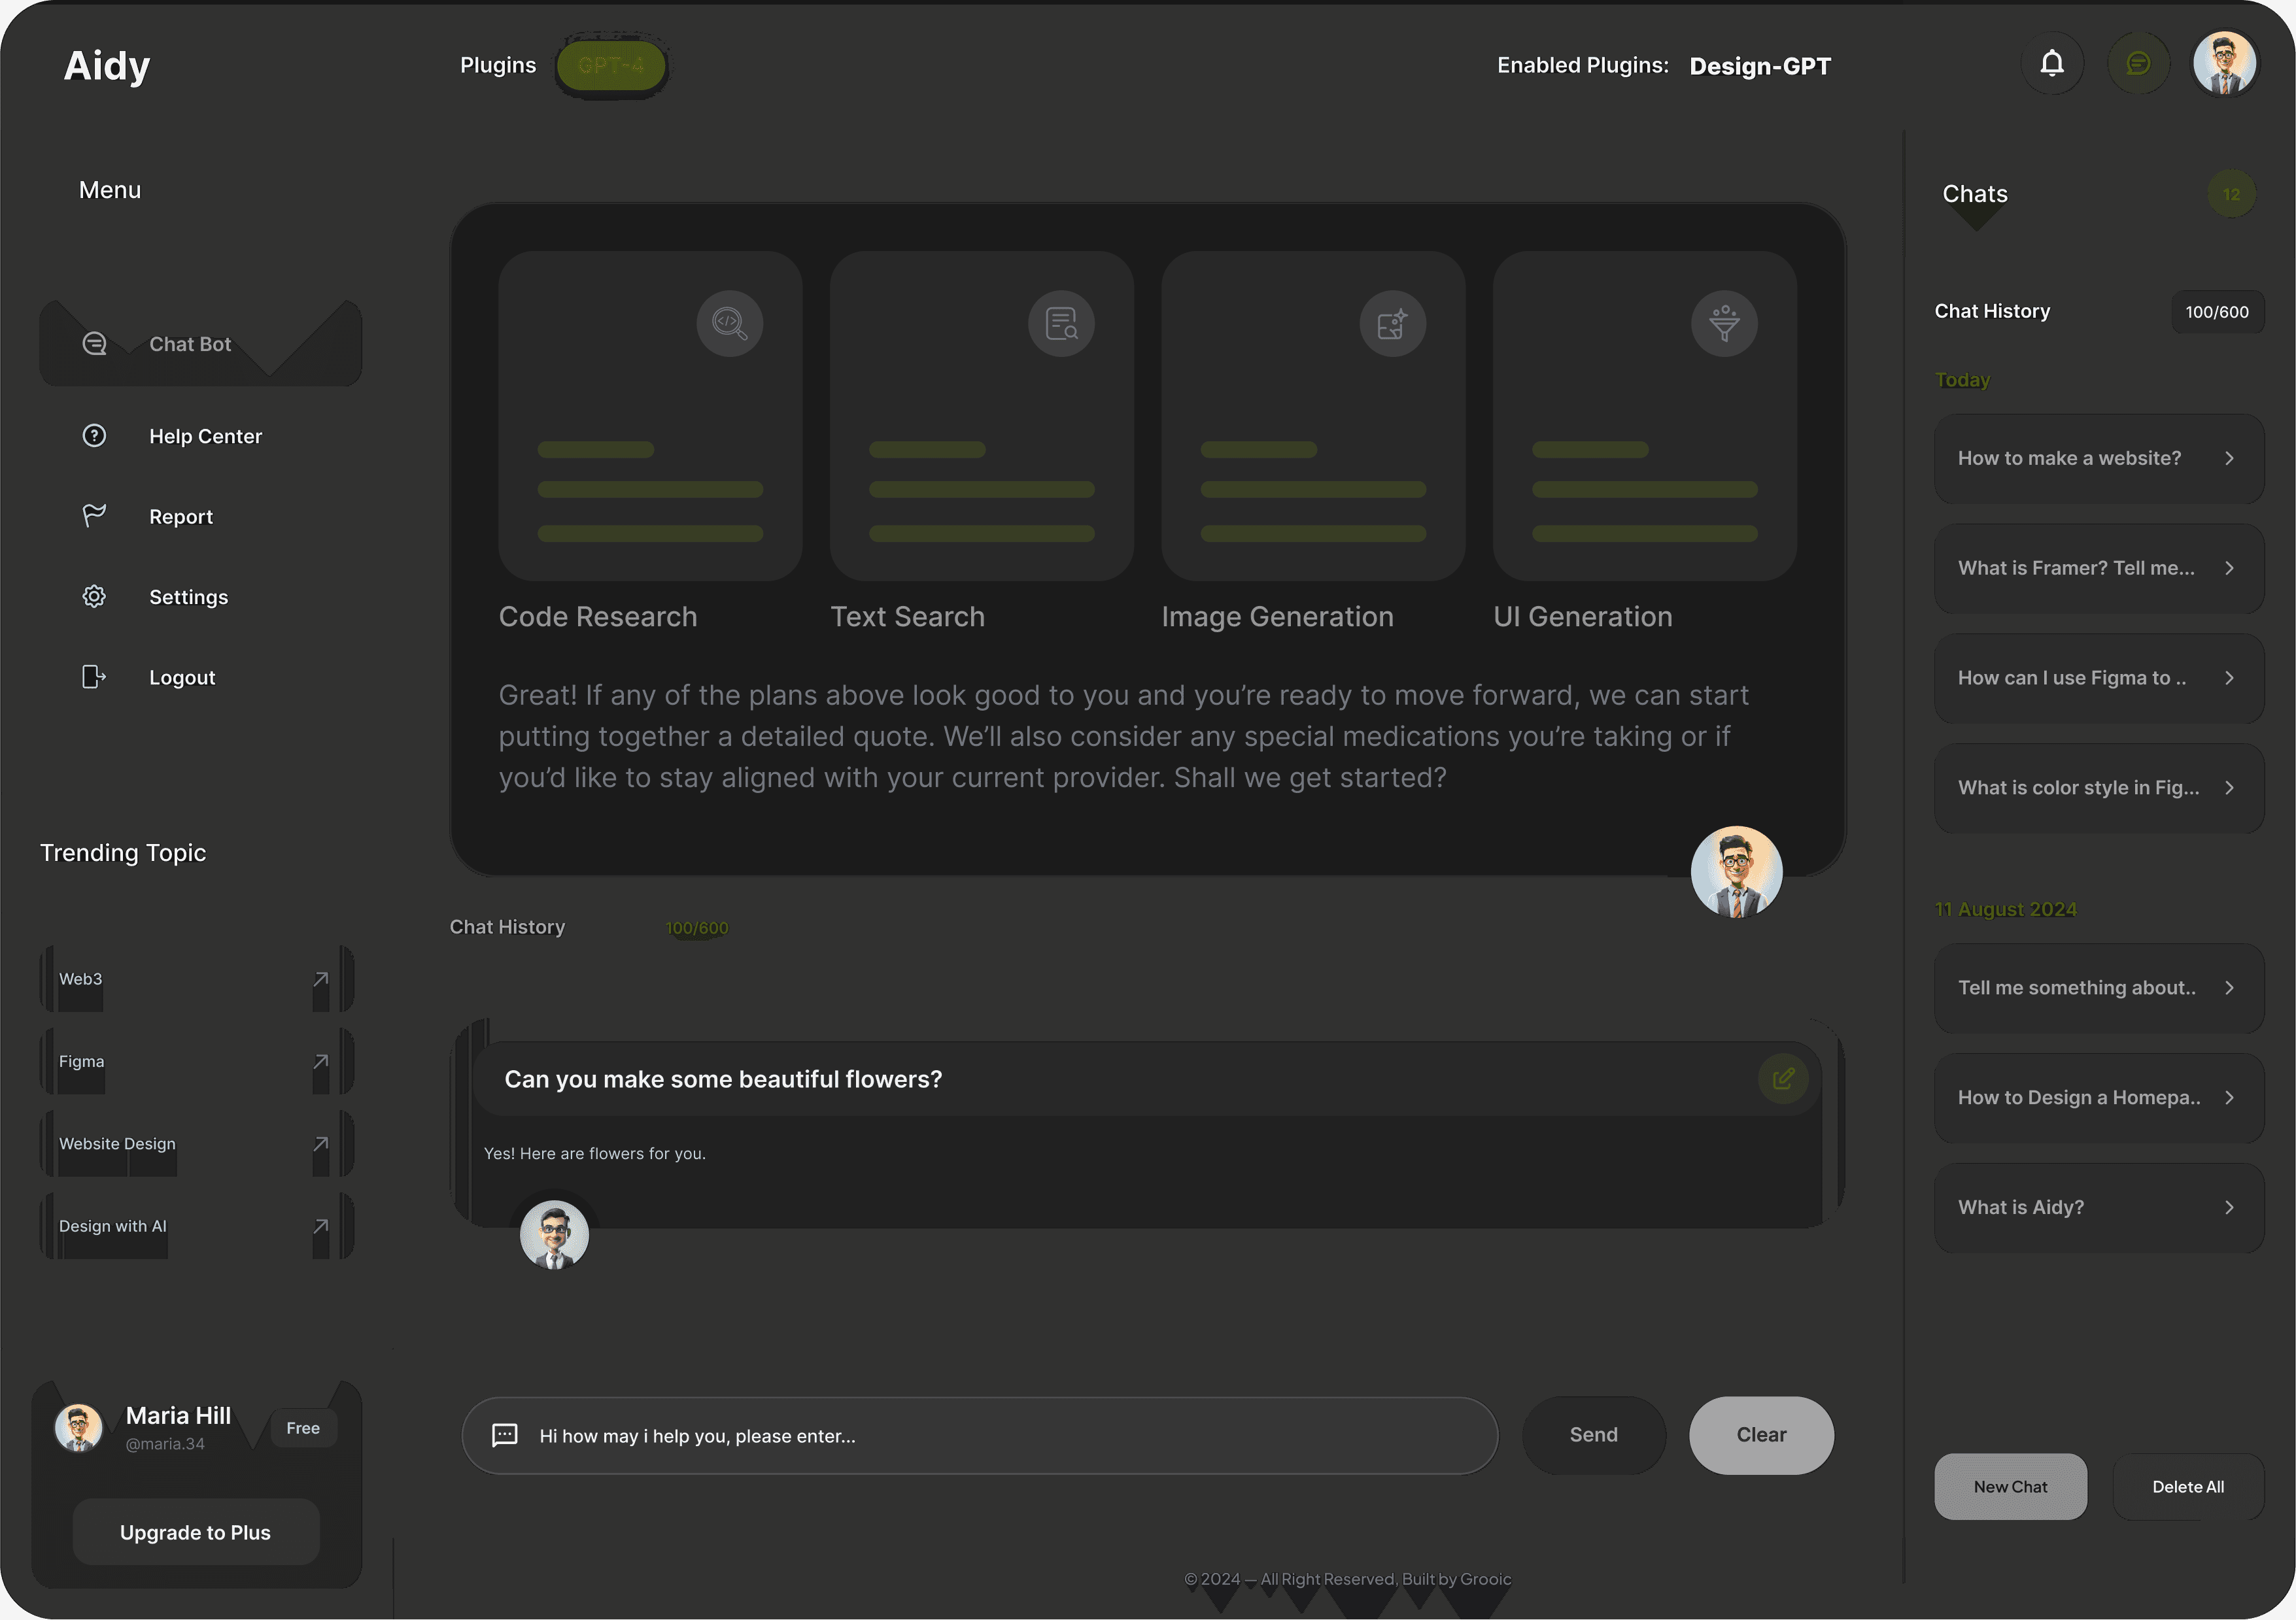 Aidy
Plugins
GPT-4
Enabled Plugins: Design-GPT
Menu
Chat Bot
Help Center
Report
Settings
Logout
Trending Topic
Web3
Figma
Website Design
Design with AI
Maria Hill
@maria.34
Free
Upgrade to Plus
Code Research
Text Search
Image Generation
UI Generation
Great! If any of the plans above look good to you and you’re ready to move forward, we can start
putting together a detailed quote. We’ll also consider any special medications you’re taking or if
you’d like to stay aligned with your current provider. Shall we get started?
Chat History
100/600
Can you make some beautiful flowers?
Yes! Here are flowers for you.
Hi how may i help you, please enter...
Send
Clear
© 2024 — All Right Reserved, Built by Grooic
Chats
12
Chat History
100/600
Today
How to make a website?
What is Framer? Tell me...
How can I use Figma to ..
What is color style in Fig...
11 August 2024
Tell me something about..
How to Design a Homepa..
What is Aidy?
New Chat
Delete All